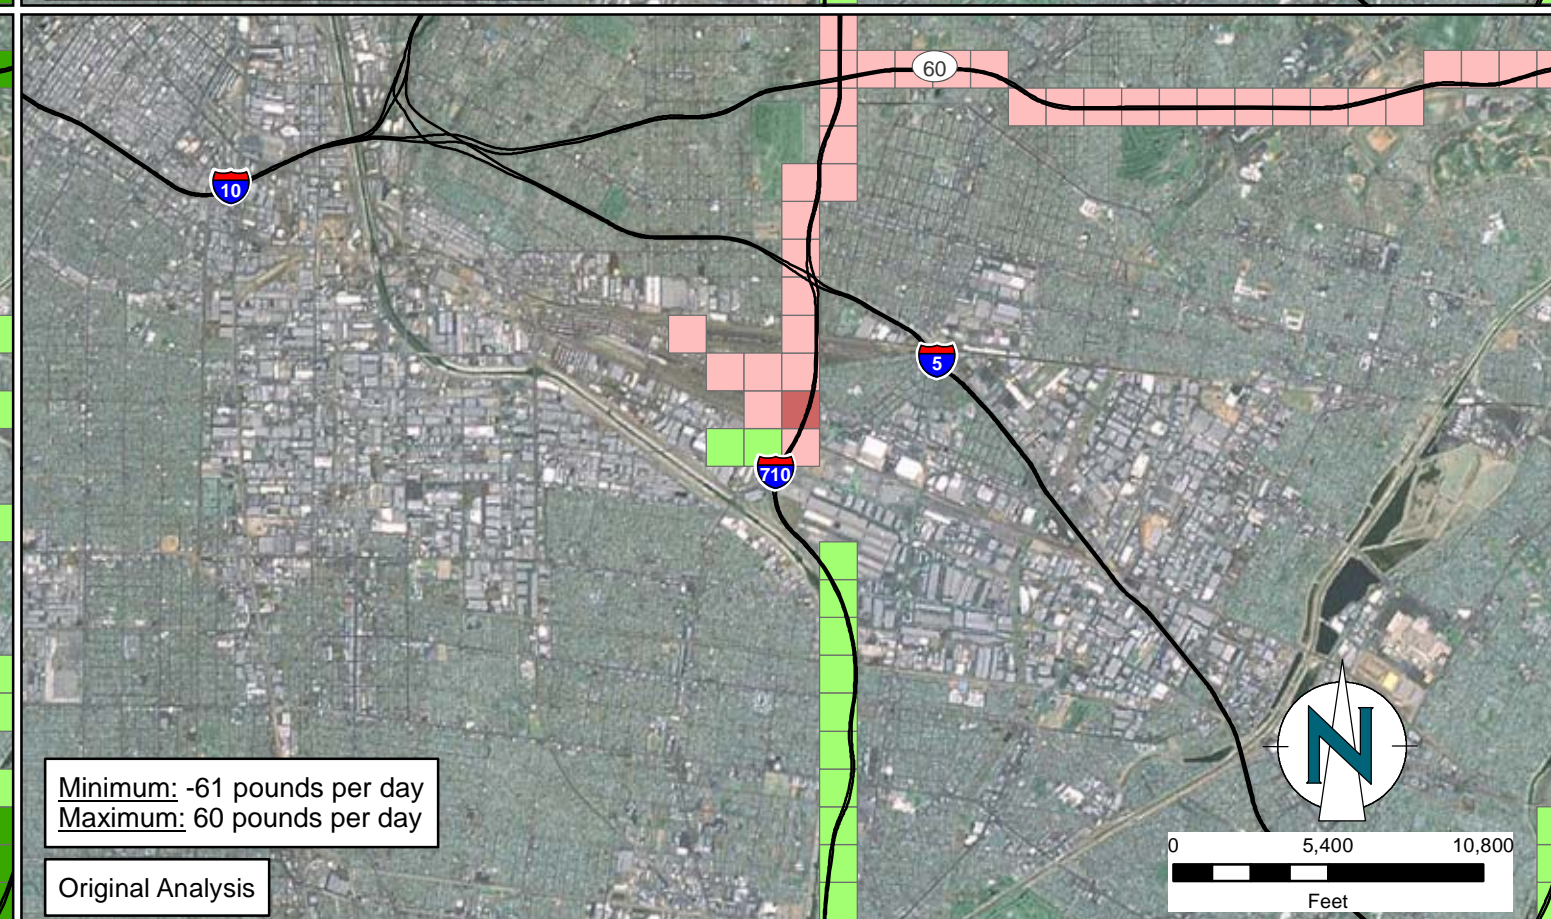 60
10
5
710
N
Minimum: -61 pounds per day
Maximum: 60 pounds per day
Original Analysis
0 5,400 10,800
Feet